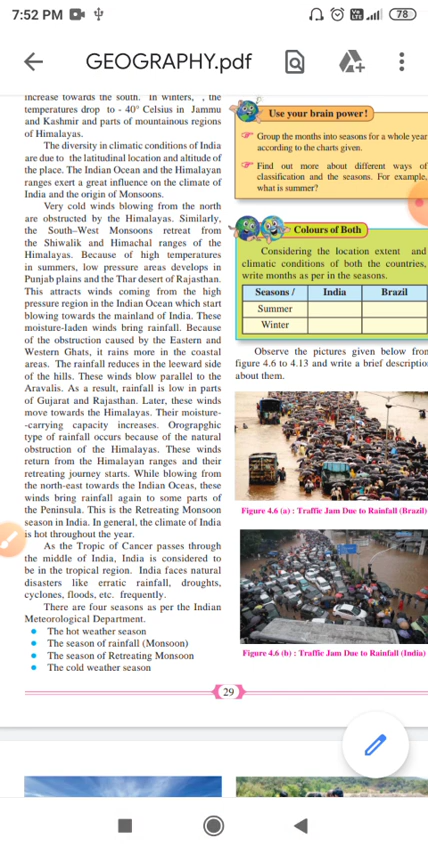 7:52 PM
Vo
LTE
78
GEOGRAPHY.pdf
increase towards the south. In winters, , the
temperatures drop to - 40° Celsius in Jammu
and Kashmir and parts of mountainous regions
of Himalayas.
The diversity in climatic conditions of India
are due to the latitudinal location and altitude of
the place. The Indian Ocean and the Himalayan
ranges exert a great influence on the climate of
India and the origin of Monsoons.
Very cold winds blowing from the north
are obstructed by the Himalayas. Similarly,
the South–West Monsoons retreat from
the Shiwalik and Himachal ranges of the
Himalayas. Because of high temperatures
in summers, low pressure areas develops in
Punjab plains and the Thar desert of Rajasthan.
This attracts winds coming from the high
pressure region in the Indian Ocean which start
blowing towards the mainland of India. These
moisture-laden winds bring rainfall. Because
of the obstruction caused by the Eastern and
Western Ghats, it rains more in the coastal
areas. The rainfall reduces in the leeward side
of the hills. These winds blow parallel to the
Aravalis. As a result, rainfall is low in parts
of Gujarat and Rajasthan. Later, these winds
move towards the Himalayas. Their moisture-
-carrying capacity increases. Orograpghic
type of rainfall occurs because of the natural
obstruction of the Himalayas. These winds
return from the Himalayan ranges and their
retreating journey starts. While blowing from
the north-east towards the Indian Oceas, these
winds bring rainfall again to some parts of
the Peninsula. This is the Retreating Monsoon
season in India. In general, the climate of India
is hot throughout the year.
As the Tropic of Cancer passes through
the middle of India, India is considered to
be in the tropical region. India faces natural
disasters like erratic rainfall, droughts,
cyclones, floods, etc. frequently.
There are four seasons as per the Indian
Meteorological Department.
• The hot weather season
• The season of rainfall (Monsoon)
• The season of Retreating Monsoon
• The cold weather season
Use your brain power!
Group the months into seasons for a whole year
according to the charts given.
Find out more about different ways of
classification and the seasons. For example,
what is summer?
Colours of Both
Considering the location extent and
climatic conditions of both the countries,
write months as per in the seasons.
Seasons / India Brazil
Summer
Winter
Observe the pictures given below from
figure 4.6 to 4.13 and write a brief descriptio
about them.
Figure 4.6 (a) : Traffic Jam Due to Rainfall (Brazil)
Figure 4.6 (b) : Traffic Jam Due to Rainfall (India)
29